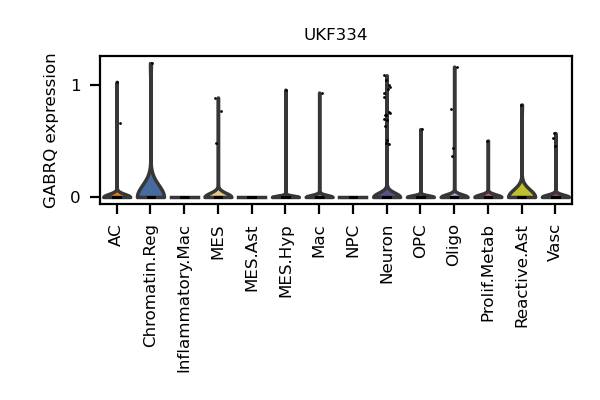 UKF334
GABRQ expression
1
0
AC
Chromatin.Reg
Inflammatory.Mac
MES
MES.Ast
MES.Hyp
Mac
NPC
Neuron
OPC
Oligo
Prolif.Metab
Reactive.Ast
Vasc